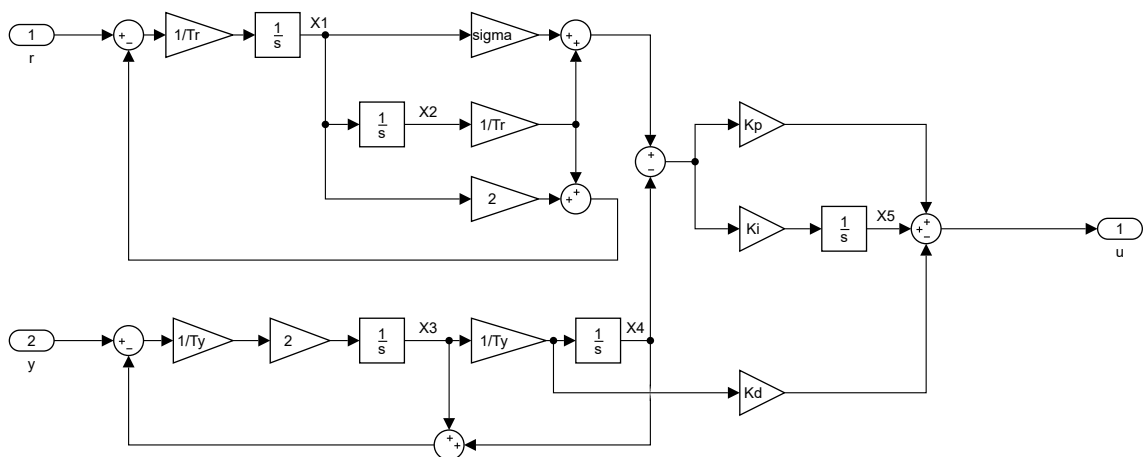 1
r
+
−
1/Tr
1
s
X1
sigma
+
+
1
s
X2
1/Tr
2
+
+
+
−
Kp
Ki
1
s
X5
+
+
−
1
u
2
y
+
−
1/Ty
2
1
s
X3
1/Ty
1
s
X4
Kd
+
+